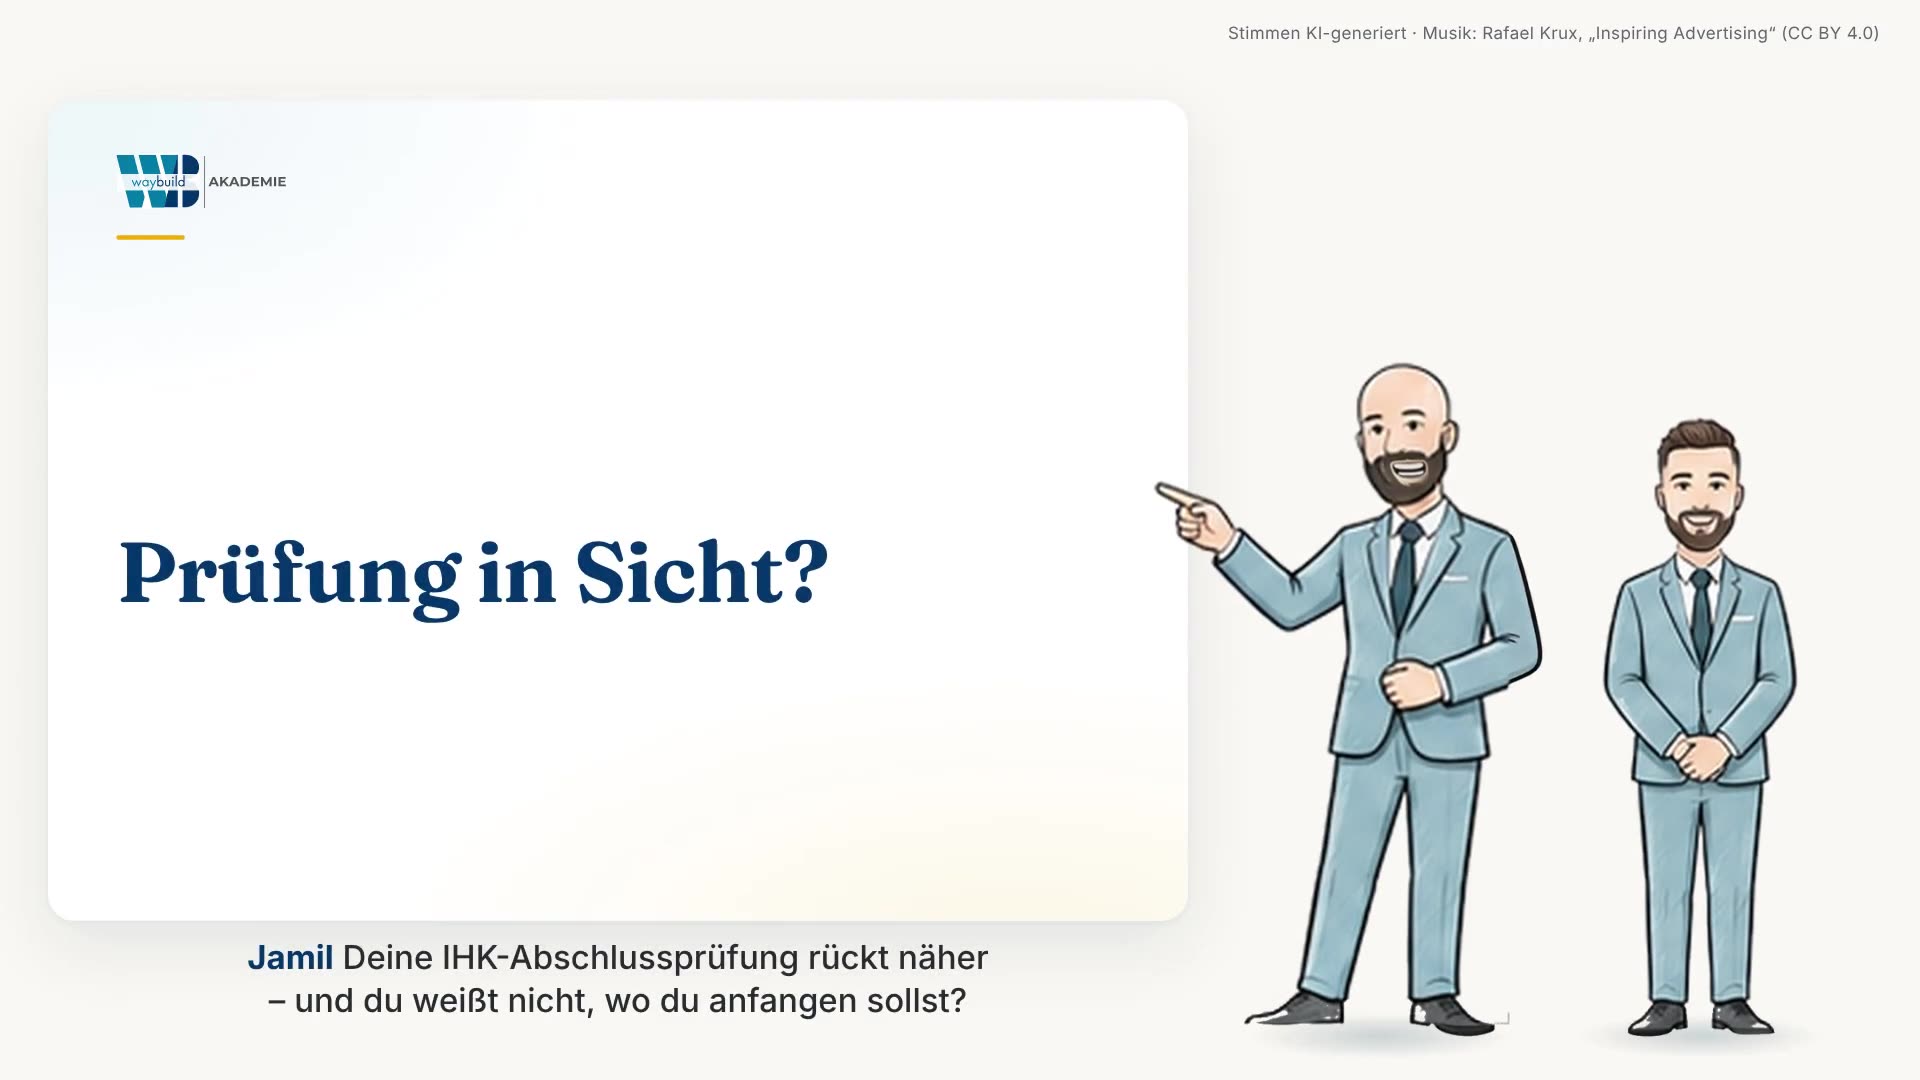 Stimmen KI-generiert · Musik: Rafael Krux, „Inspiring Advertising“ (CC BY 4.0)
waybuild AKADEMIE
Prüfung in Sicht?
Jamil Deine IHK-Abschlussprüfung rückt näher
– und du weißt nicht, wo du anfangen sollst?